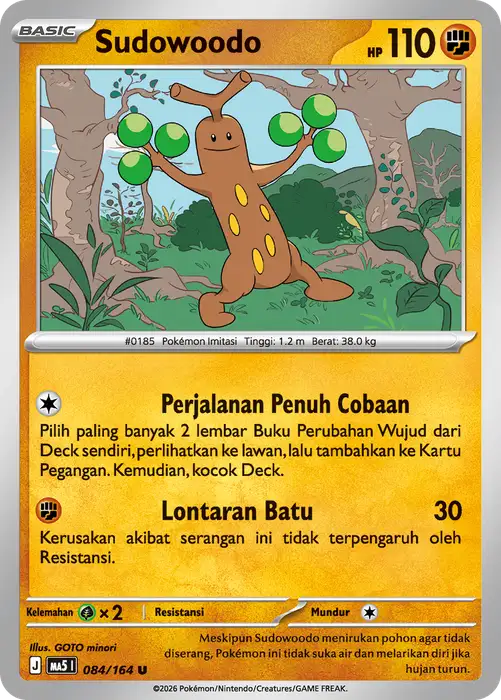 BASIC
Sudowoodo
HP 110
#0185 Pokémon Imitasi Tinggi: 1.2 m Berat: 38.0 kg
Perjalanan Penuh Cobaan
Pilih paling banyak 2 lembar Buku Perubahan Wujud dari
Deck sendiri, perlihatkan ke lawan, lalu tambahkan ke Kartu
Pegangan. Kemudian, kocok Deck.
Lontaran Batu 30
Kerusakan akibat serangan ini tidak terpengaruh oleh
Resistansi.
Kelemahan ×2 Resistansi Mundur
Illus. GOTO minori
Meskipun Sudowoodo menirukan pohon agar tidak
diserang, Pokémon ini tidak suka air dan melarikan diri jika
hujan turun.
J MA5 I 084/164 U
©2026 Pokémon/Nintendo/Creatures/GAME FREAK.